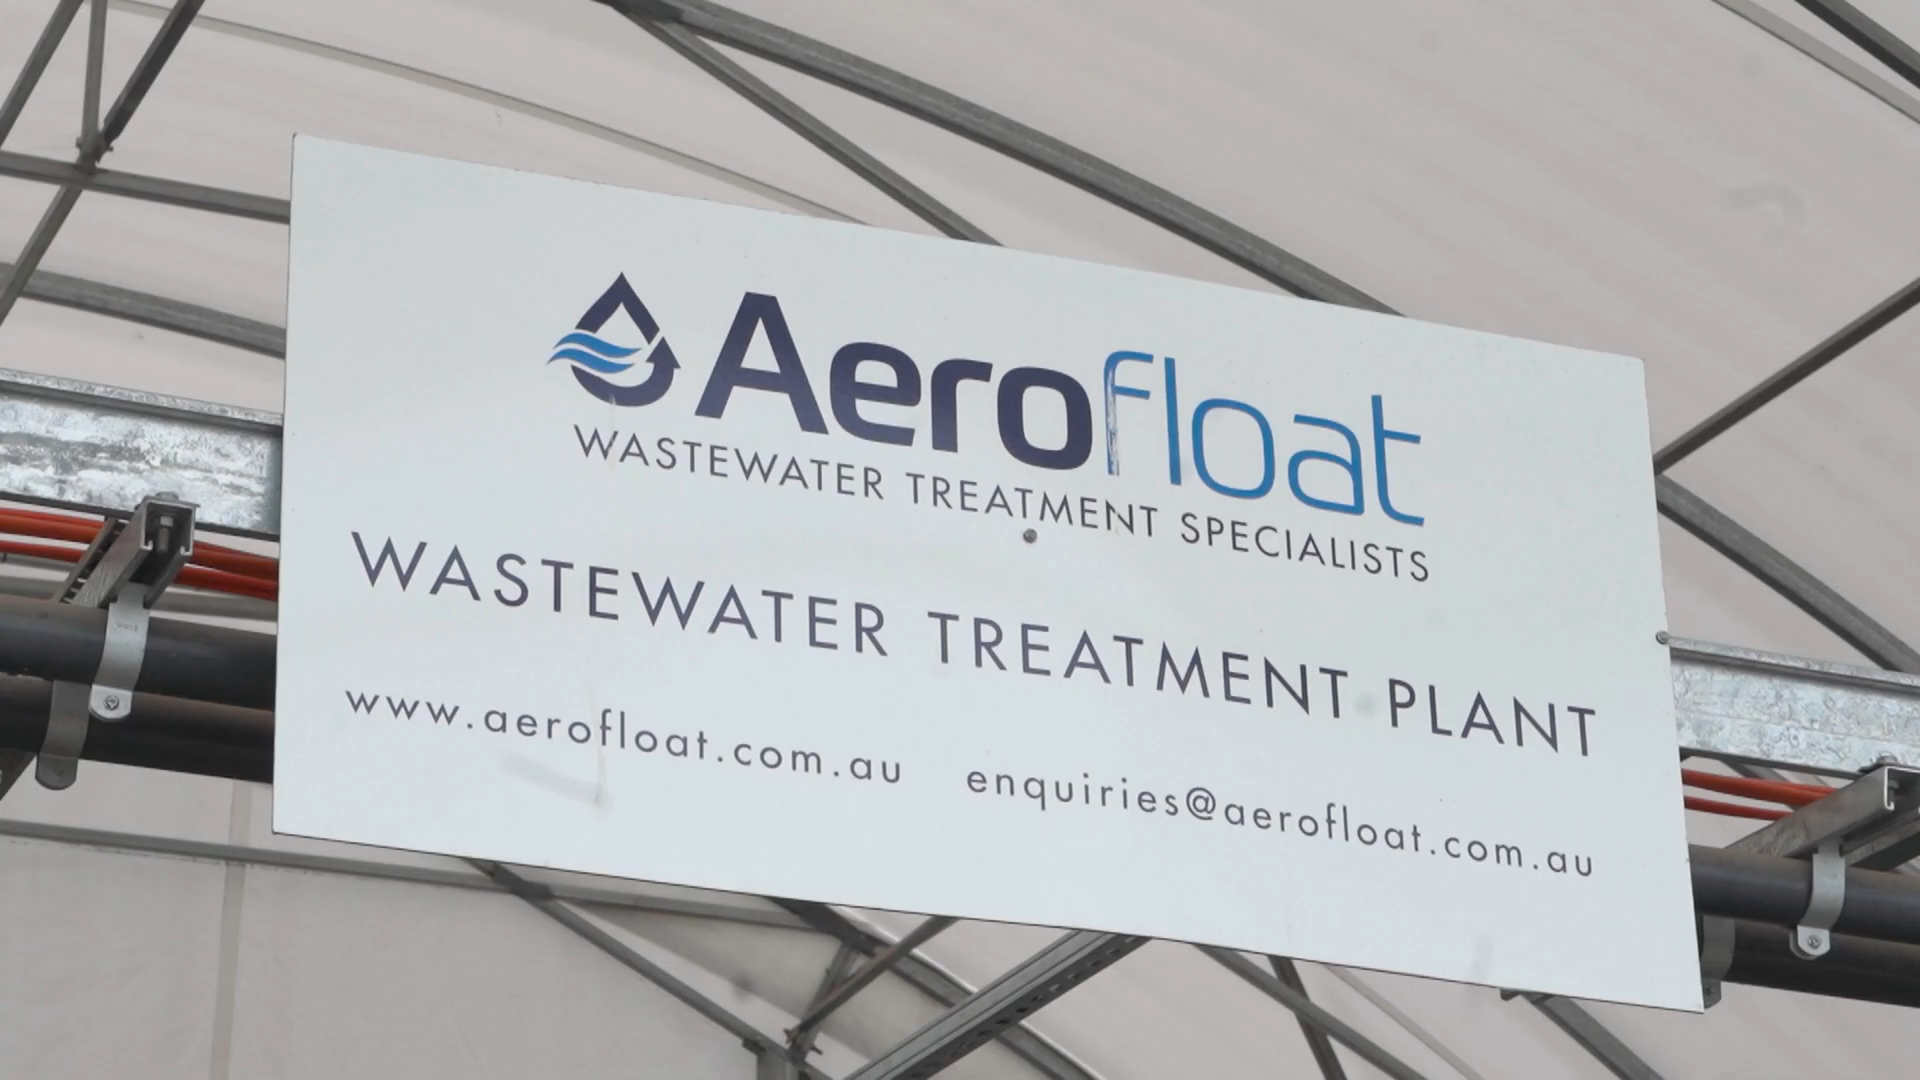 Aerofloat
WASTEWATER TREATMENT SPECIALISTS
WASTEWATER TREATMENT PLANT
www.aerofloat.com.au enquiries@aerofloat.com.au